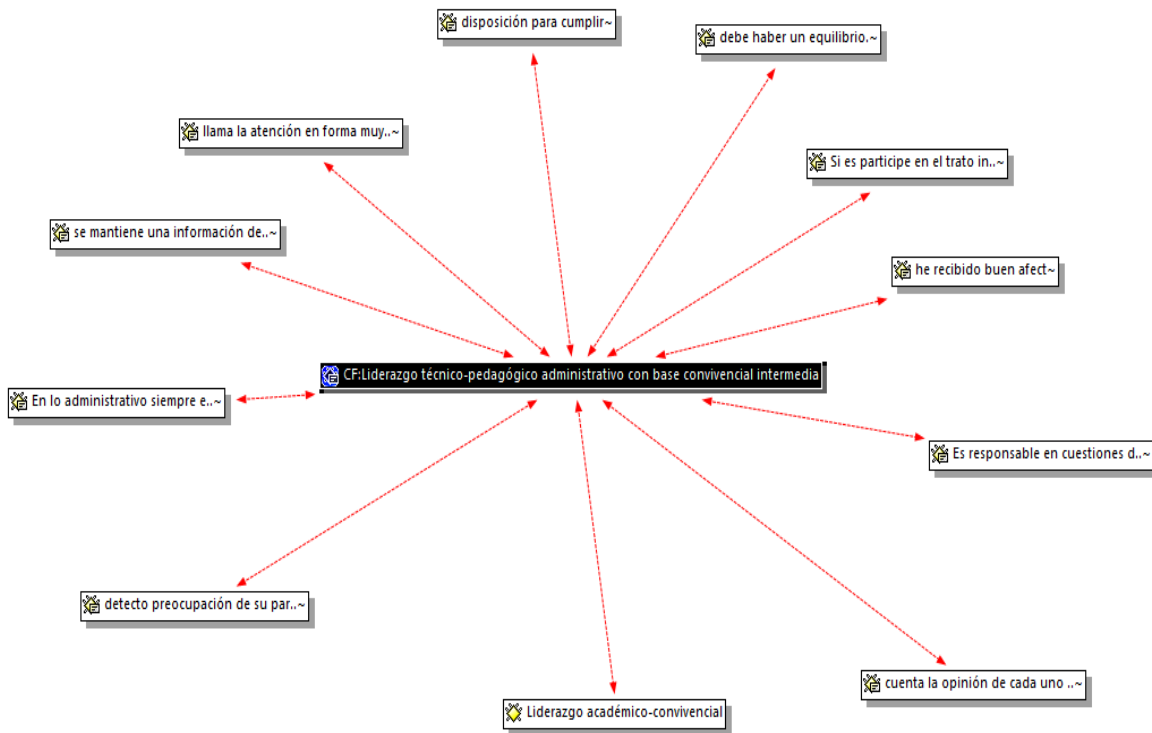 disposición para cumplir~
debe haber un equilibrio.~
llama la atención en forma muy..~
Si es participe en el trato in..~
se mantiene una información de..~
he recibido buen afect~
CF:Liderazgo técnico-pedagógico administrativo con base convivencial intermedia
En lo administrativo siempre e..~
Es responsable en cuestiones d..~
detecto preocupación de su par..~
cuenta la opinión de cada uno ..~
Liderazgo académico-convivencial